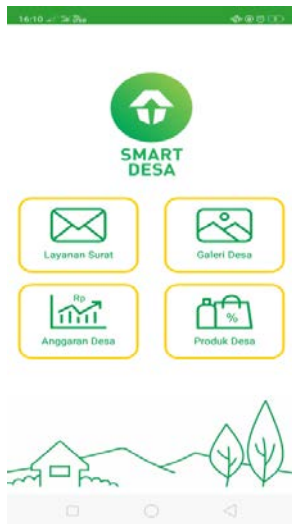 16:10
SMART
DESA
Layanan Surat
Galeri Desa
Rp
%
Anggaran Desa
Produk Desa